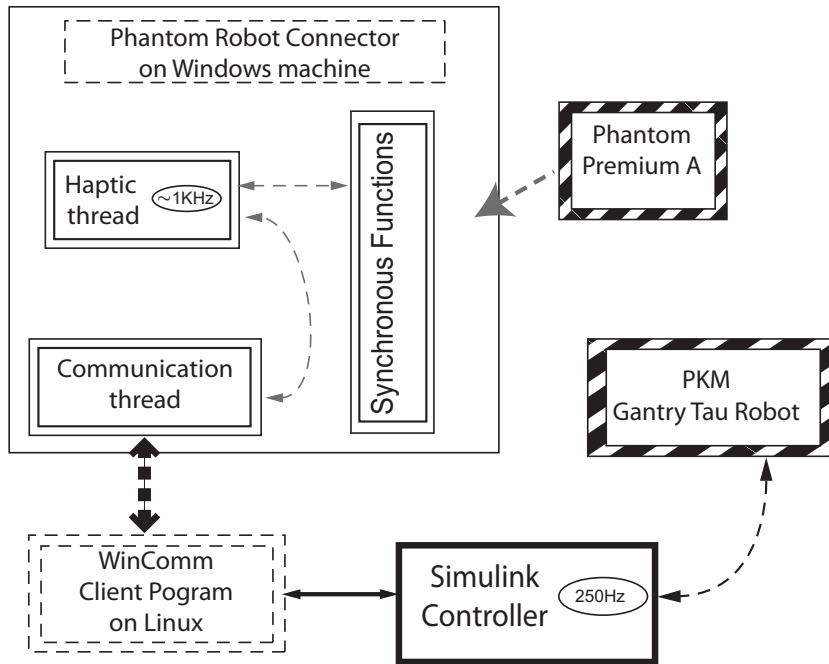 Phantom Robot Connector
on Windows machine
Haptic
thread
~1KHz
Synchronous Functions
Phantom
Premium A
Communication
thread
PKM
Gantry Tau Robot
WinComm
Client Pogram
on Linux
Simulink
Controller
250Hz